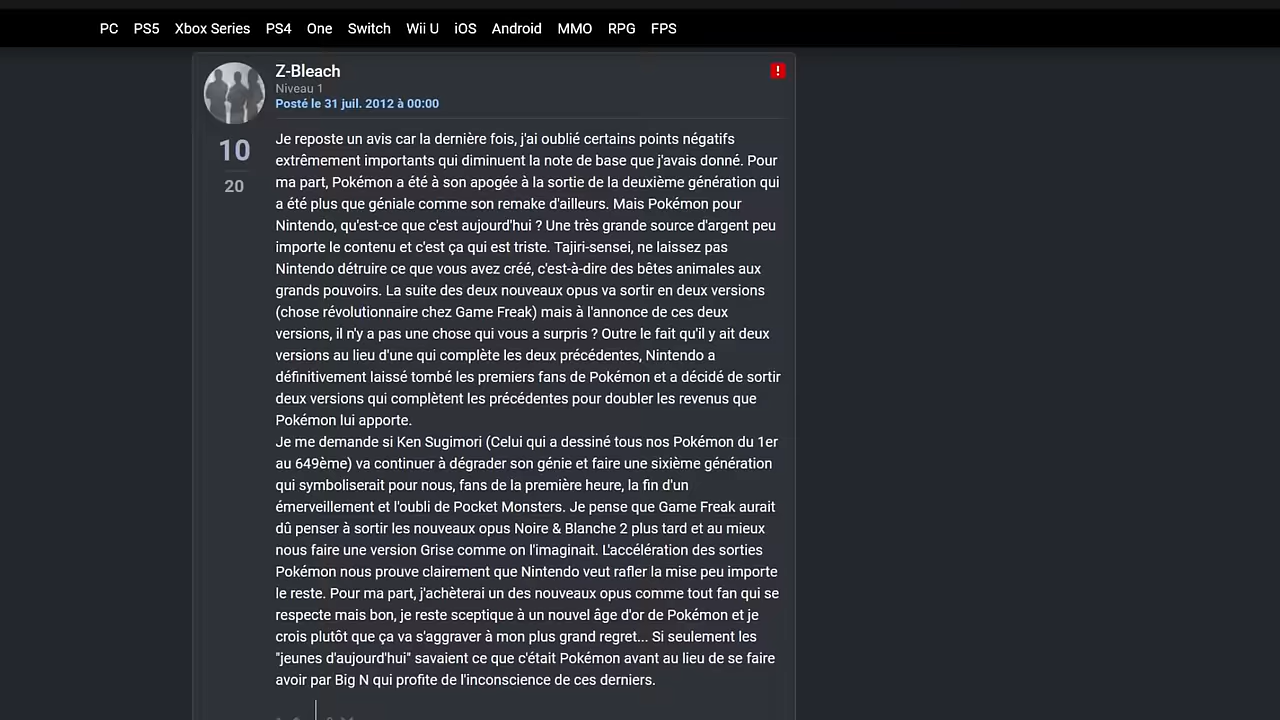 PC PS5 Xbox Series PS4 One Switch Wii U iOS Android MMO RPG FPS
Z-Bleach
!
Niveau 1
Posté le 31 juil. 2012 à 00:00
10
20
Je reposte un avis car la dernière fois, j'ai oublié certains points négatifs
extrêmement importants qui diminuent la note de base que j'avais donné. Pour
ma part, Pokémon a été à son apogée à la sortie de la deuxième génération qui
a été plus que géniale comme son remake d'ailleurs. Mais Pokémon pour
Nintendo, qu'est-ce que c'est aujourd'hui ? Une très grande source d'argent peu
importe le contenu et c'est ça qui est triste. Tajiri-sensei, ne laissez pas
Nintendo détruire ce que vous avez créé, c'est-à-dire des bêtes animales aux
grands pouvoirs. La suite des deux nouveaux opus va sortir en deux versions
(chose révolutionnaire chez Game Freak) mais à l'annonce de ces deux
versions, il n'y a pas une chose qui vous a surpris ? Outre le fait qu'il y ait deux
versions au lieu d'une qui complète les deux précédentes, Nintendo a
définitivement laissé tombé les premiers fans de Pokémon et a décidé de sortir
deux versions qui complètent les précédentes pour doubler les revenus que
Pokémon lui apporte.
Je me demande si Ken Sugimori (Celui qui a dessiné tous nos Pokémon du 1er
au 649ème) va continuer à dégrader son génie et faire une sixième génération
qui symboliserait pour nous, fans de la première heure, la fin d'un
émerveillement et l'oubli de Pocket Monsters. Je pense que Game Freak aurait
dû penser à sortir les nouveaux opus Noire & Blanche 2 plus tard et au mieux
nous faire une version Grise comme on l'imaginait. L'accélération des sorties
Pokémon nous prouve clairement que Nintendo veut rafler la mise peu importe
le reste. Pour ma part, j'achèterai un des nouveaux opus comme tout fan qui se
respecte mais bon, je reste sceptique à un nouvel âge d'or de Pokémon et je
crois plutôt que ça va s'aggraver à mon plus grand regret... Si seulement les
"jeunes d'aujourd'hui" savaient ce que c'était Pokémon avant au lieu de se faire
avoir par Big N qui profite de l'inconscience de ces derniers.